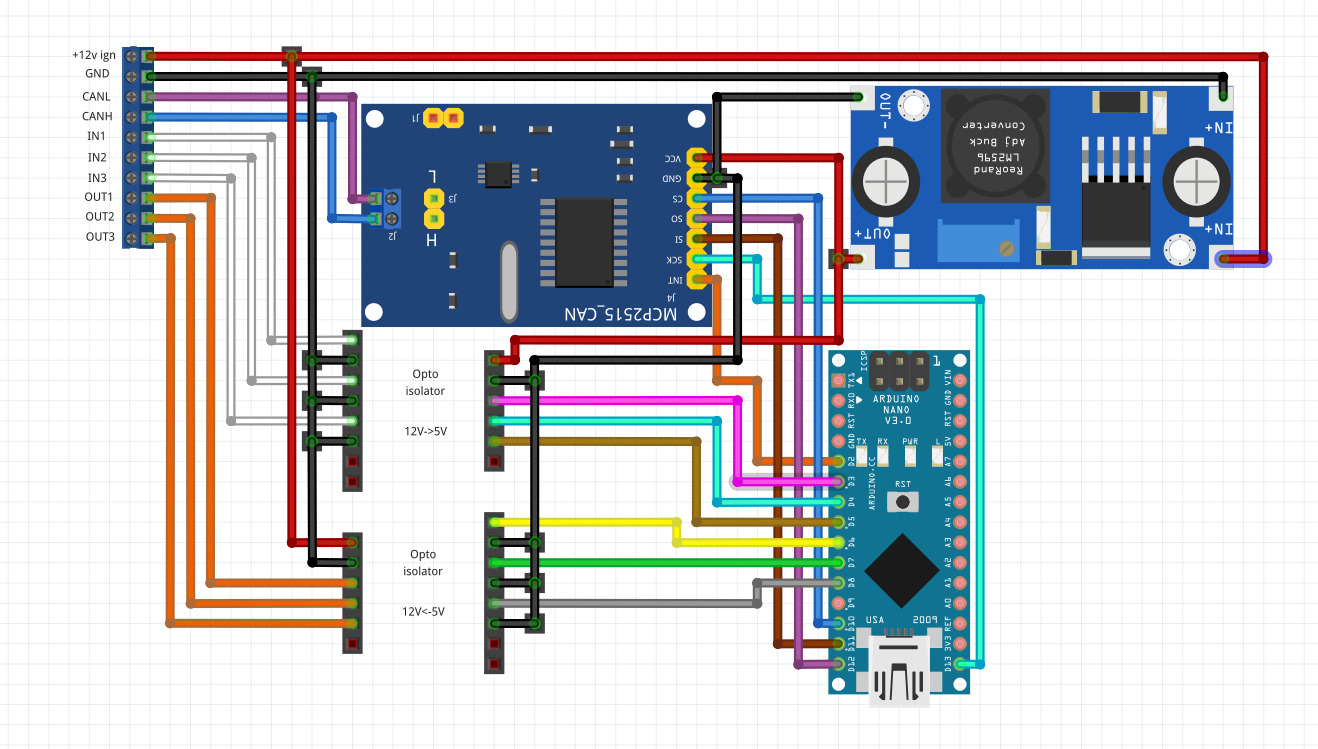 +12v ign
GND
CANL
CANH
IN1
IN2
IN3
OUT1
OUT2
OUT3
J1
L
J3
H
J2
VCC
GND
CS
SO
SI
SCK
INT
J4
MCP2515_CAN
OUT-
OUT+
ReoRand
LM2596
Adj Buck
Converter
IN+
IN+
Opto
isolator
12V->5V
Opto
isolator
12V<-5V
ICSP
1
ARDUINO
NANO
V3.0
TX
RX
PWR
L
RST
ARDUINO.CC
USA
2009
TX1
RX0
RST
GND
D2
D3
D4
D5
D6
D7
D8
D9
D10
D11
D12
VIN
GND
RST
5V
A7
A6
A5
A4
A3
A2
A1
A0
REF
3V3
D13